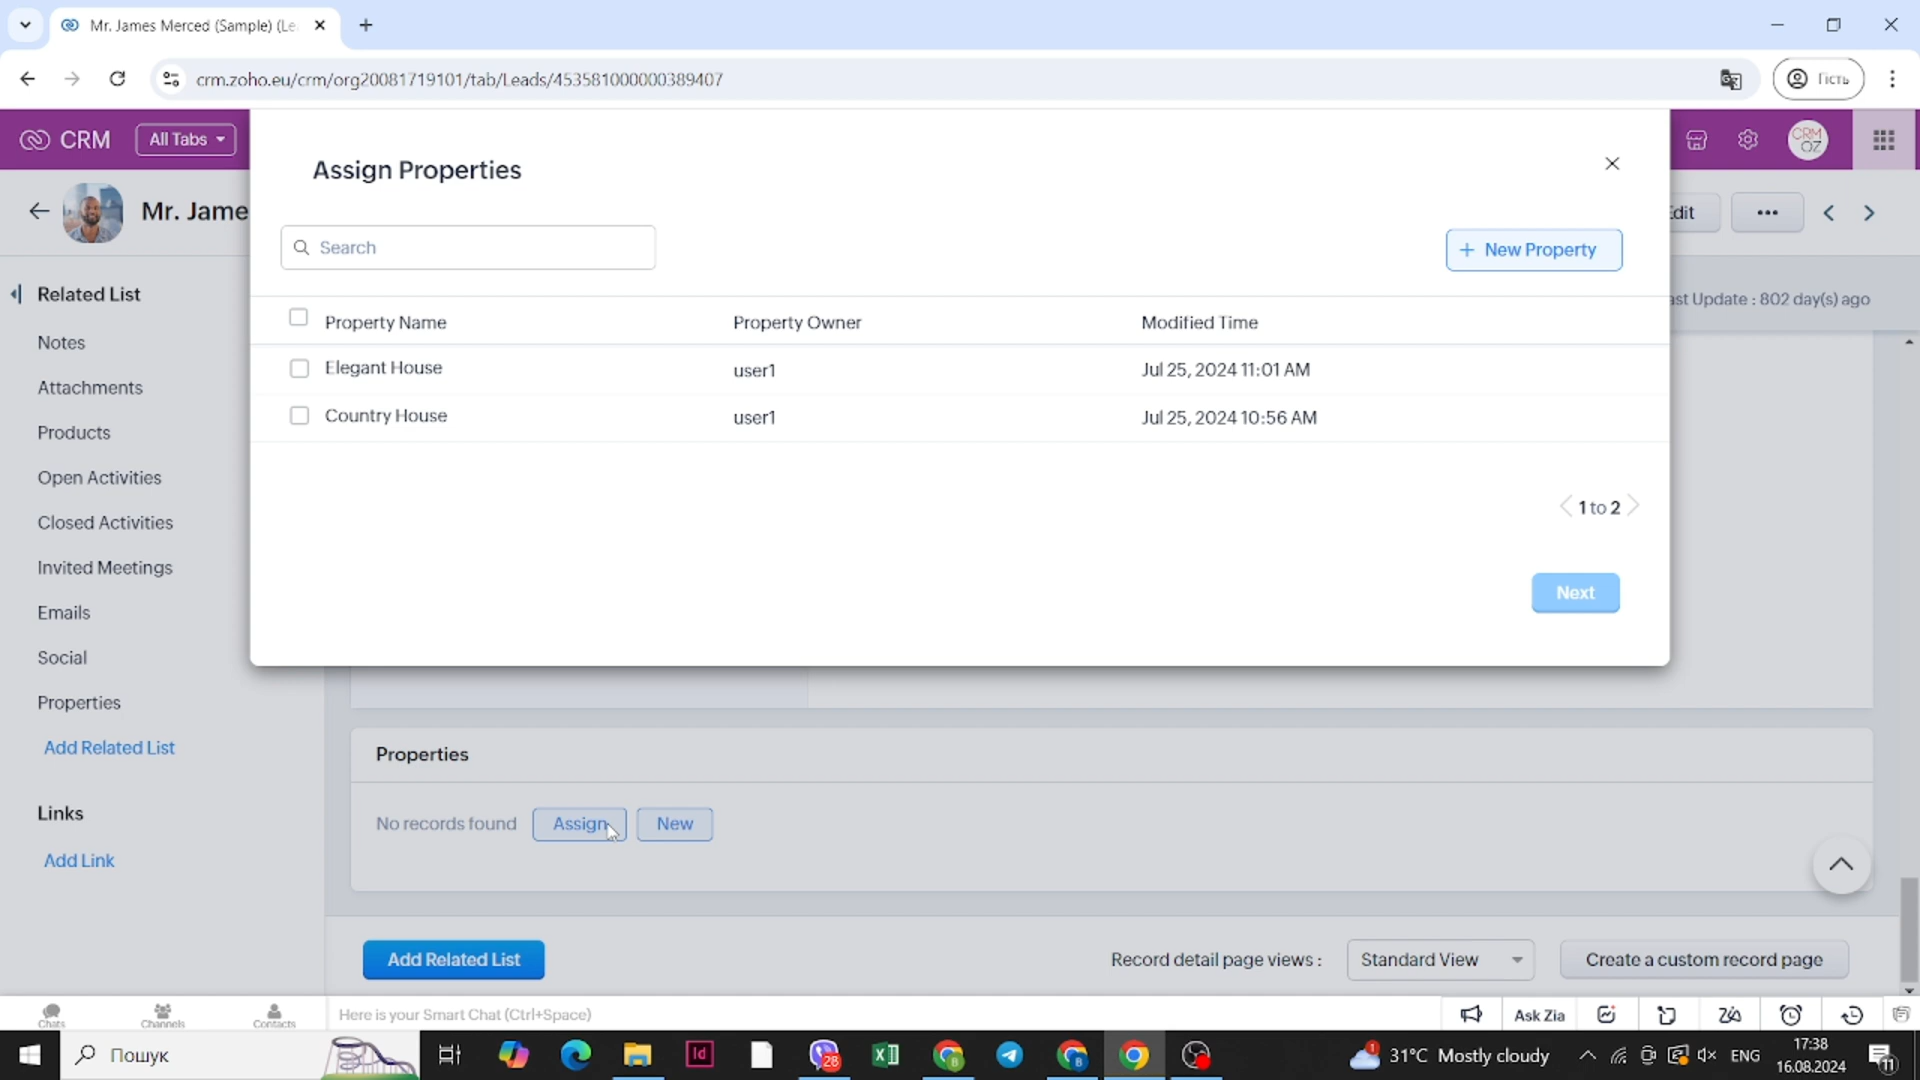 Mr. James Merced (Sample) (Le
crm.zoho.eu/crm/org20081719101/tab/Leads/453581000000389407
Гість
CRM
All Tabs
CRM
OZ
Mr. Jame
Edit
Related List
Notes
Attachments
Products
Open Activities
Closed Activities
Invited Meetings
Emails
Social
Properties
Add Related List
Links
Add Link
Assign Properties
Search
New Property
Property Name Property Owner Modified Time
Elegant House user1 Jul 25, 2024 11:01 AM
Country House user1 Jul 25, 2024 10:56 AM
1 to 2
Next
ast Update : 802 day(s) ago
Properties
No records found Assign New
Add Related List
Record detail page views : Standard View Create a custom record page
Chats Channels Contacts
Here is your Smart Chat (Ctrl+Space)
Ask Zia
Пошук
Id
28
31°C Mostly cloudy
ENG
17:38
16.08.2024
11